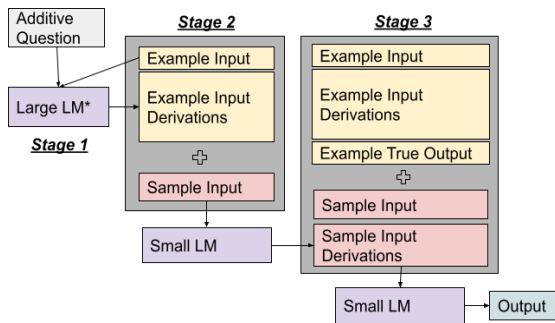 Additive
Question
Large LM*
Stage 1
Stage 2
Example Input
Example Input
Derivations
Sample Input
Small LM
Stage 3
Example Input
Example Input
Derivations
Example True Output
Sample Input
Sample Input
Derivations
Small LM
Output